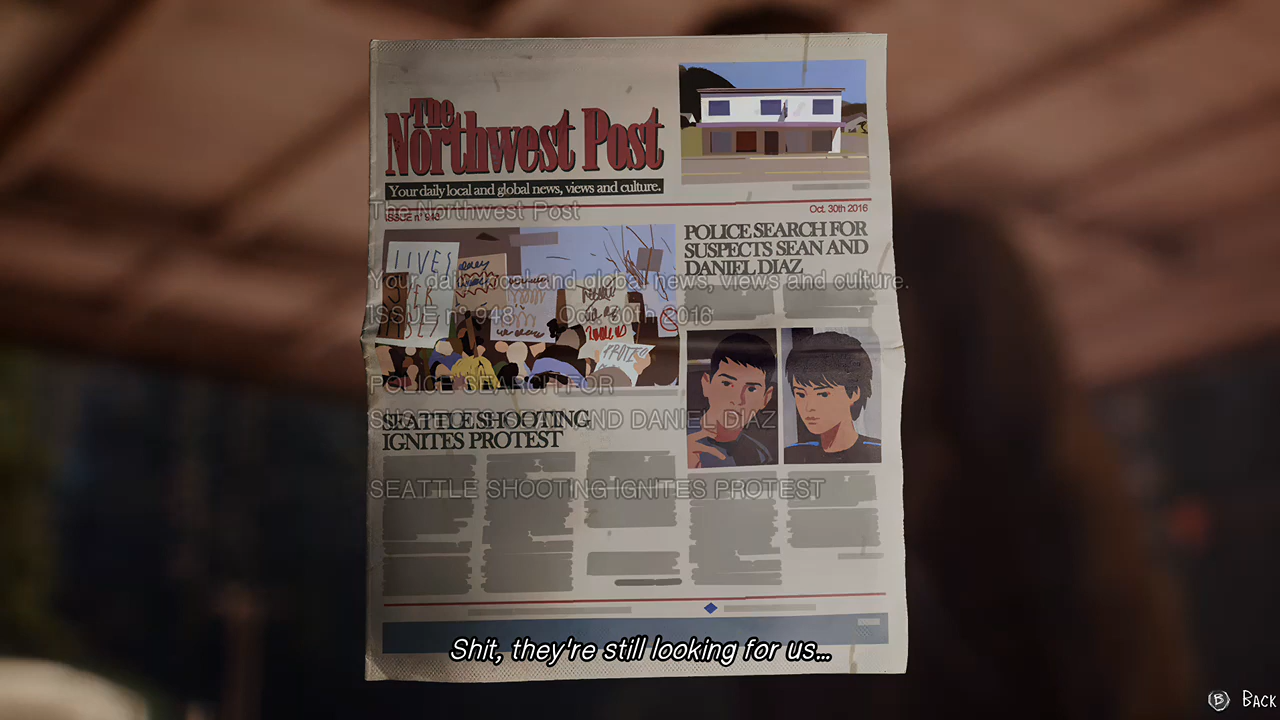 The
Northwest Post
Your daily local and global news, views and culture.
ISSUE n° 948
Oct. 30th 2016
POLICE SEARCH FOR
SUSPECTS SEAN AND
DANIEL DIAZ
LIVES
SEATTLE SHOOTING
IGNITES PROTEST
The Northwest Post
Your daily local and global news, views and culture.
ISSUE n° 948 Oct. 30th 2016
POLICE SEARCH FOR
SUSPECTS SEAN AND DANIEL DIAZ
SEATTLE SHOOTING IGNITES PROTEST
Shit, they're still looking for us...
B BACK